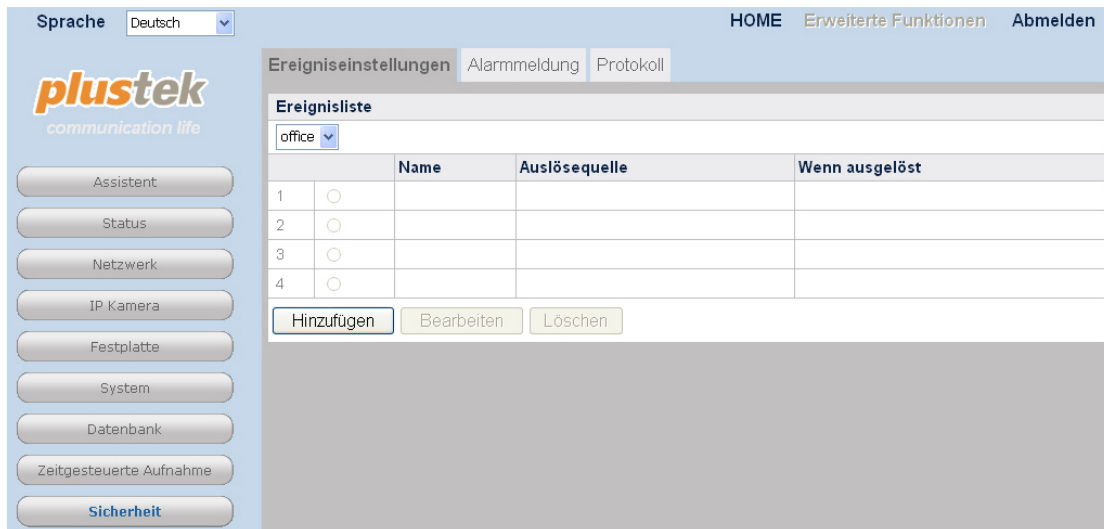 Sprache Deutsch HOME Erweiterte Funktionen Abmelden
plustek
communication life
Assistent
Status
Netzwerk
IP Kamera
Festplatte
System
Datenbank
Zeitgesteuerte Aufnahme
Sicherheit
Ereigniseinstellungen Alarmmeldung Protokoll
Ereignisliste
office
Name Auslösequelle Wenn ausgelöst
1
2
3
4
Hinzufügen Bearbeiten Löschen